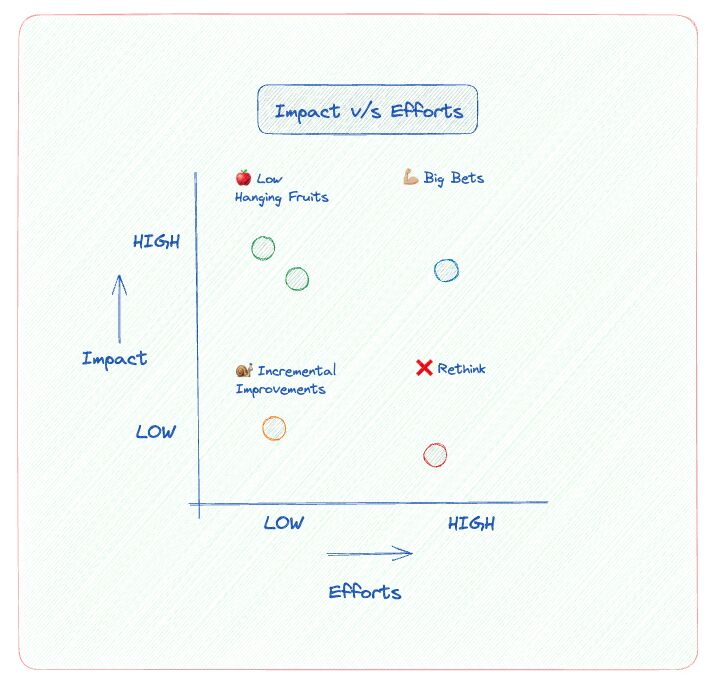 Impact v/s Efforts
Low
Hanging Fruits
Big Bets
HIGH
Impact
Incremental
Improvements
Rethink
LOW
LOW
HIGH
Efforts